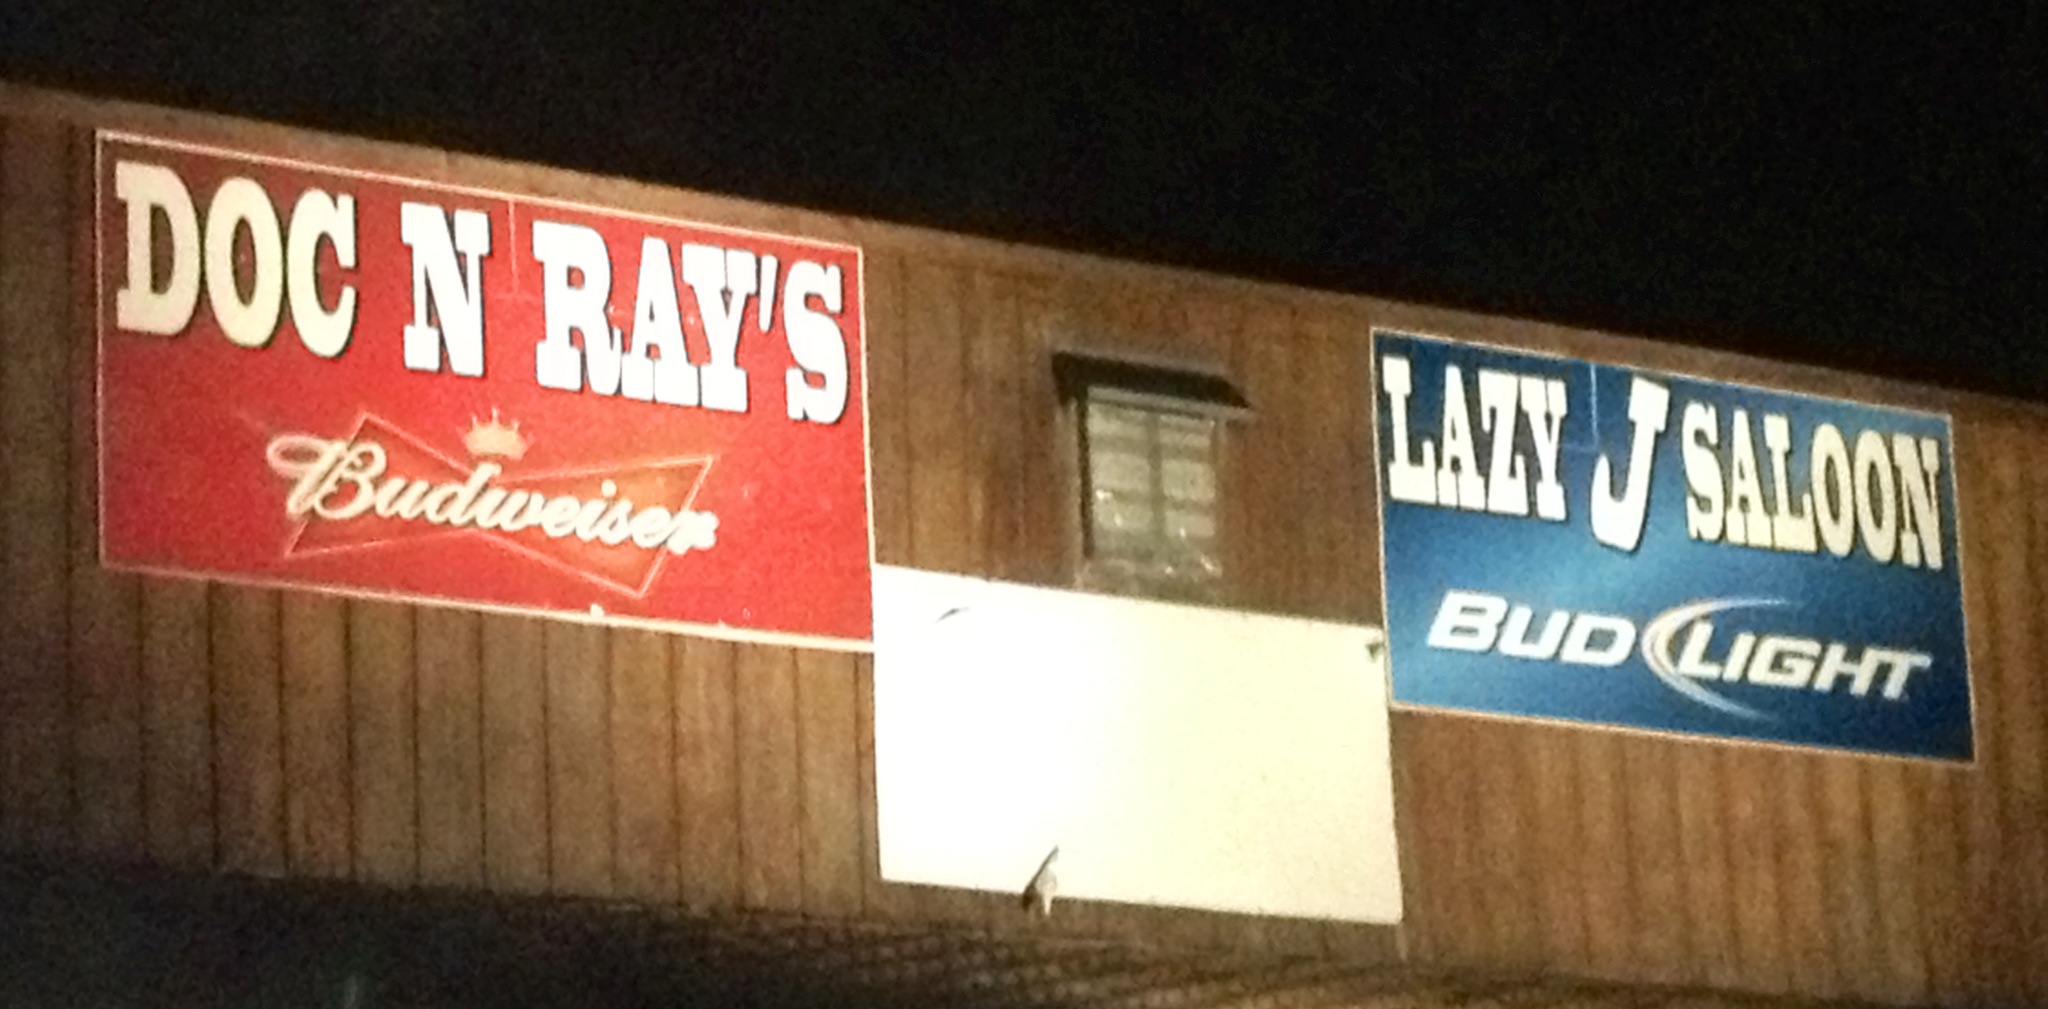 DOC N RAY'S
Budweiser
LAZY J SALOON
BUD LIGHT